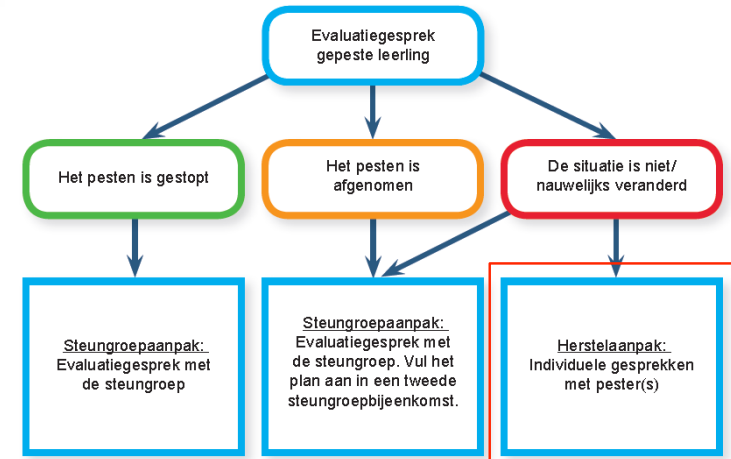 Evaluatiegesprek
gepeste leerling
Het pesten is gestopt
Het pesten is
afgenomen
De situatie is niet/
nauwelijks veranderd
Steungroepaanpak:
Evaluatiegesprek met
de steungroep
Steungroepaanpak:
Evaluatiegesprek met
de steungroep. Vul het
plan aan in een tweede
steungroepbijeenkomst.
Herstelaanpak:
Individuele gesprekken
met pester(s)